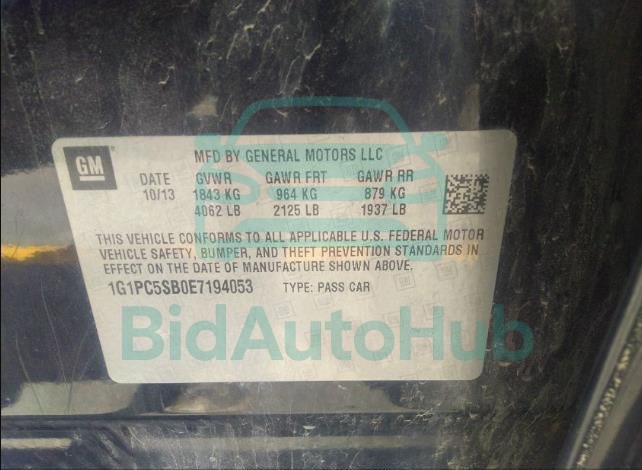 GM
MFD BY GENERAL MOTORS LLC
DATE GVWR GAWR FRT GAWR RR
10/13 1843 KG 964 KG 879 KG
4062 LB 2125 LB 1937 LB
THIS VEHICLE CONFORMS TO ALL APPLICABLE U.S. FEDERAL MOTOR
VEHICLE SAFETY, BUMPER, AND THEFT PREVENTION STANDARDS IN
EFFECT ON THE DATE OF MANUFACTURE SHOWN ABOVE.
1G1PC5SB0E7194053 TYPE: PASS CAR
BidAutoHub